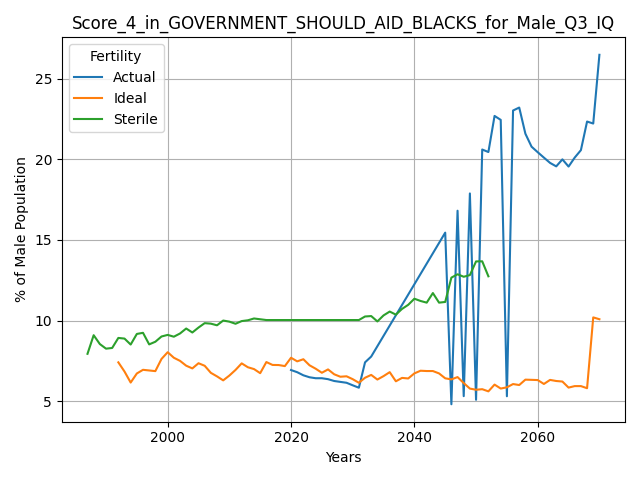 Score_4_in_GOVERNMENT_SHOULD_AID_BLACKS_for_Male_Q3_IQ
Fertility
Actual
Ideal
Sterile
% of Male Population
25
20
15
10
5
2000
2020
2040
2060
Years